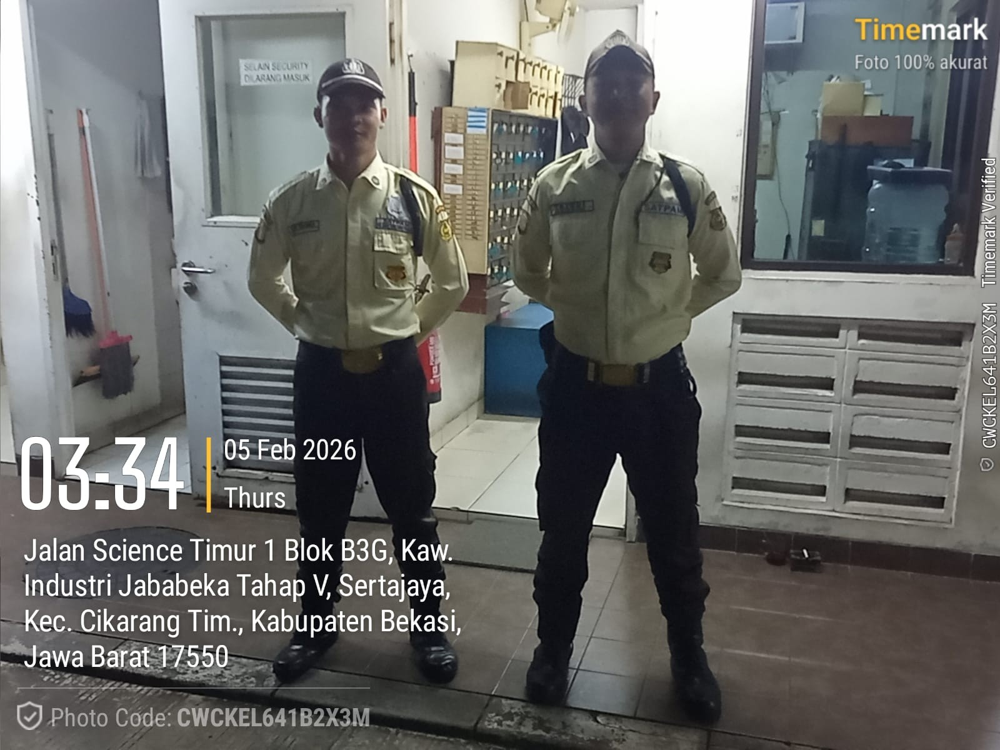 Timemark
Foto 100% akurat
SELAIN SECURITY
DILARANG MASUK
SATPAM
03:34
05 Feb 2026
Thurs
Jalan Science Timur 1 Blok B3G, Kaw.
Industri Jababeka Tahap V, Sertajaya,
Kec. Cikarang Tim., Kabupaten Bekasi,
Jawa Barat 17550
Photo Code: CWCKEL641B2X3M
CWCKEL641B2X3M Timemark Verified